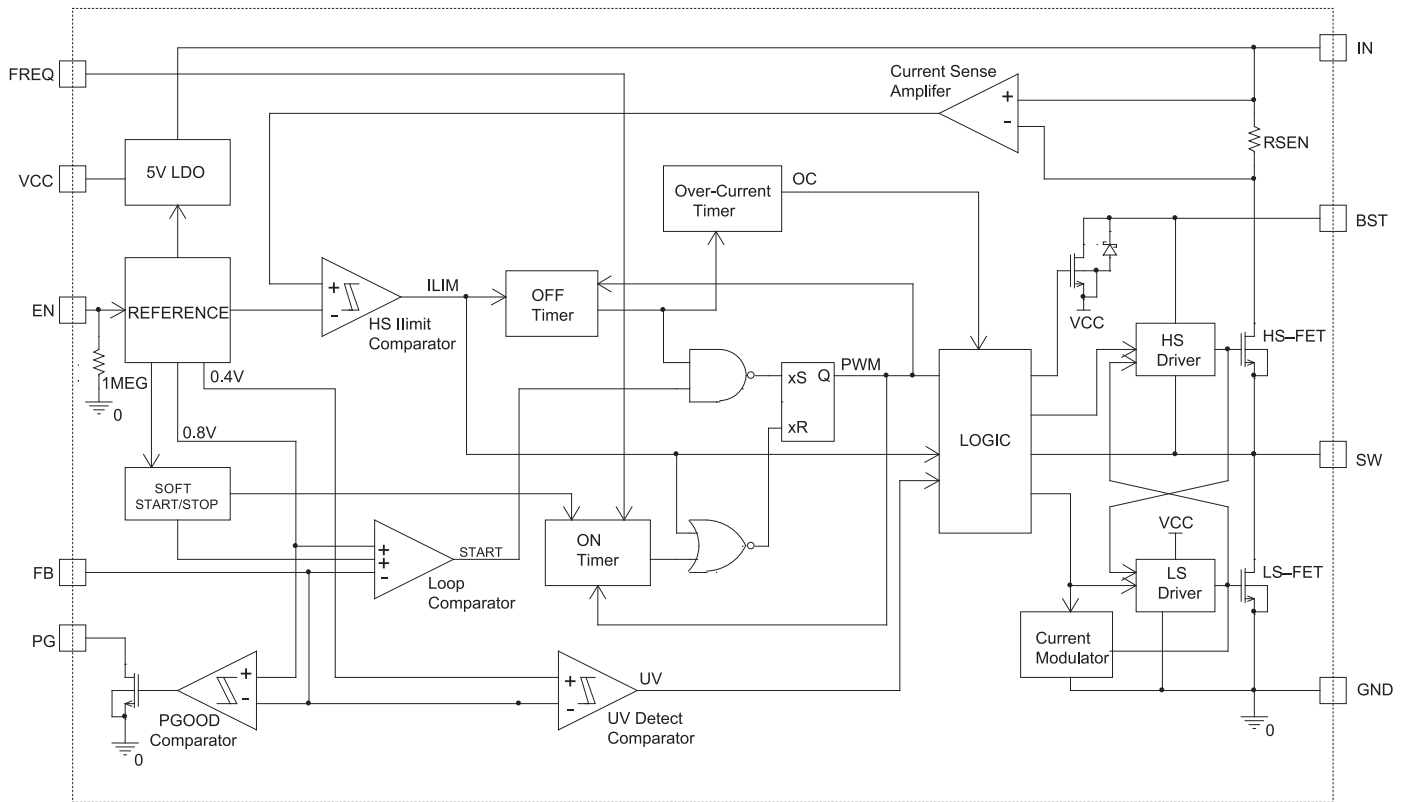 IN
FREQ
Current Sense
Amplifer
+
-
RSEN
5V LDO
VCC
Over-Current
Timer
OC
BST
REFERENCE
EN
+
-
ILIM
HS Ilimit
Comparator
OFF
Timer
VCC
HS
Driver
HS–FET
1MEG
0
0.4V
0.8V
xS
Q
xR
PWM
LOGIC
SW
SOFT
START/STOP
ON
Timer
VCC
LS
Driver
LS–FET
+
+
-
START
Loop
Comparator
FB
PG
Current
Modulator
+
-
PGOOD
Comparator
0
+
-
UV
UV Detect
Comparator
GND
0